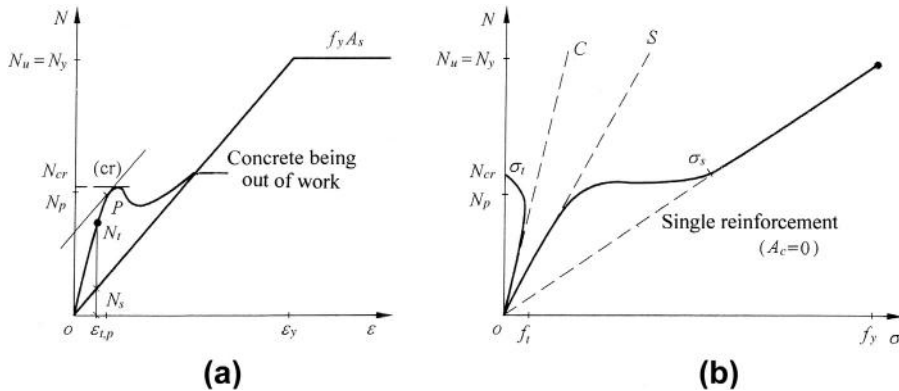 N
N_u = N_y
f_y A_s
N_cr
(cr)
Concrete being
out of work
N_p
P
N_t
N_s
o
ε_t,p
ε_y
ε
(a)
N
C
S
N_u = N_y
N_cr
σ_t
σ_s
N_p
Single reinforcement
(A_c=0)
o
f_t
f_y
σ
(b)